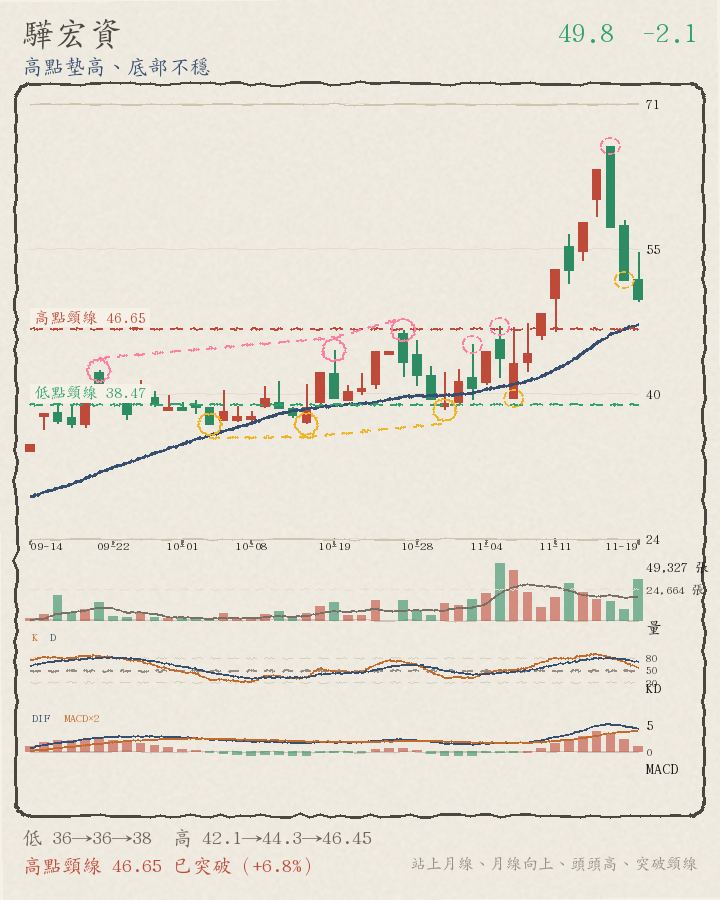 驊宏資
49.8 -2.1
高點墊高、底部不穩
71
55
高點頸線 46.65
低點頸線 38.47
40
24
09-14 09-22 10-01 10-08 10-19 10-28 11-04 11-11 11-19
49,327 張
24,664 張
量
K D
80
50
20
KD
DIF MACD×2
5
0
MACD
低 36→36→38 高 42.1→44.3→46.45
高點頸線 46.65 已突破 (+6.8%)
站上月線、月線向上、頭頭高、突破頸線